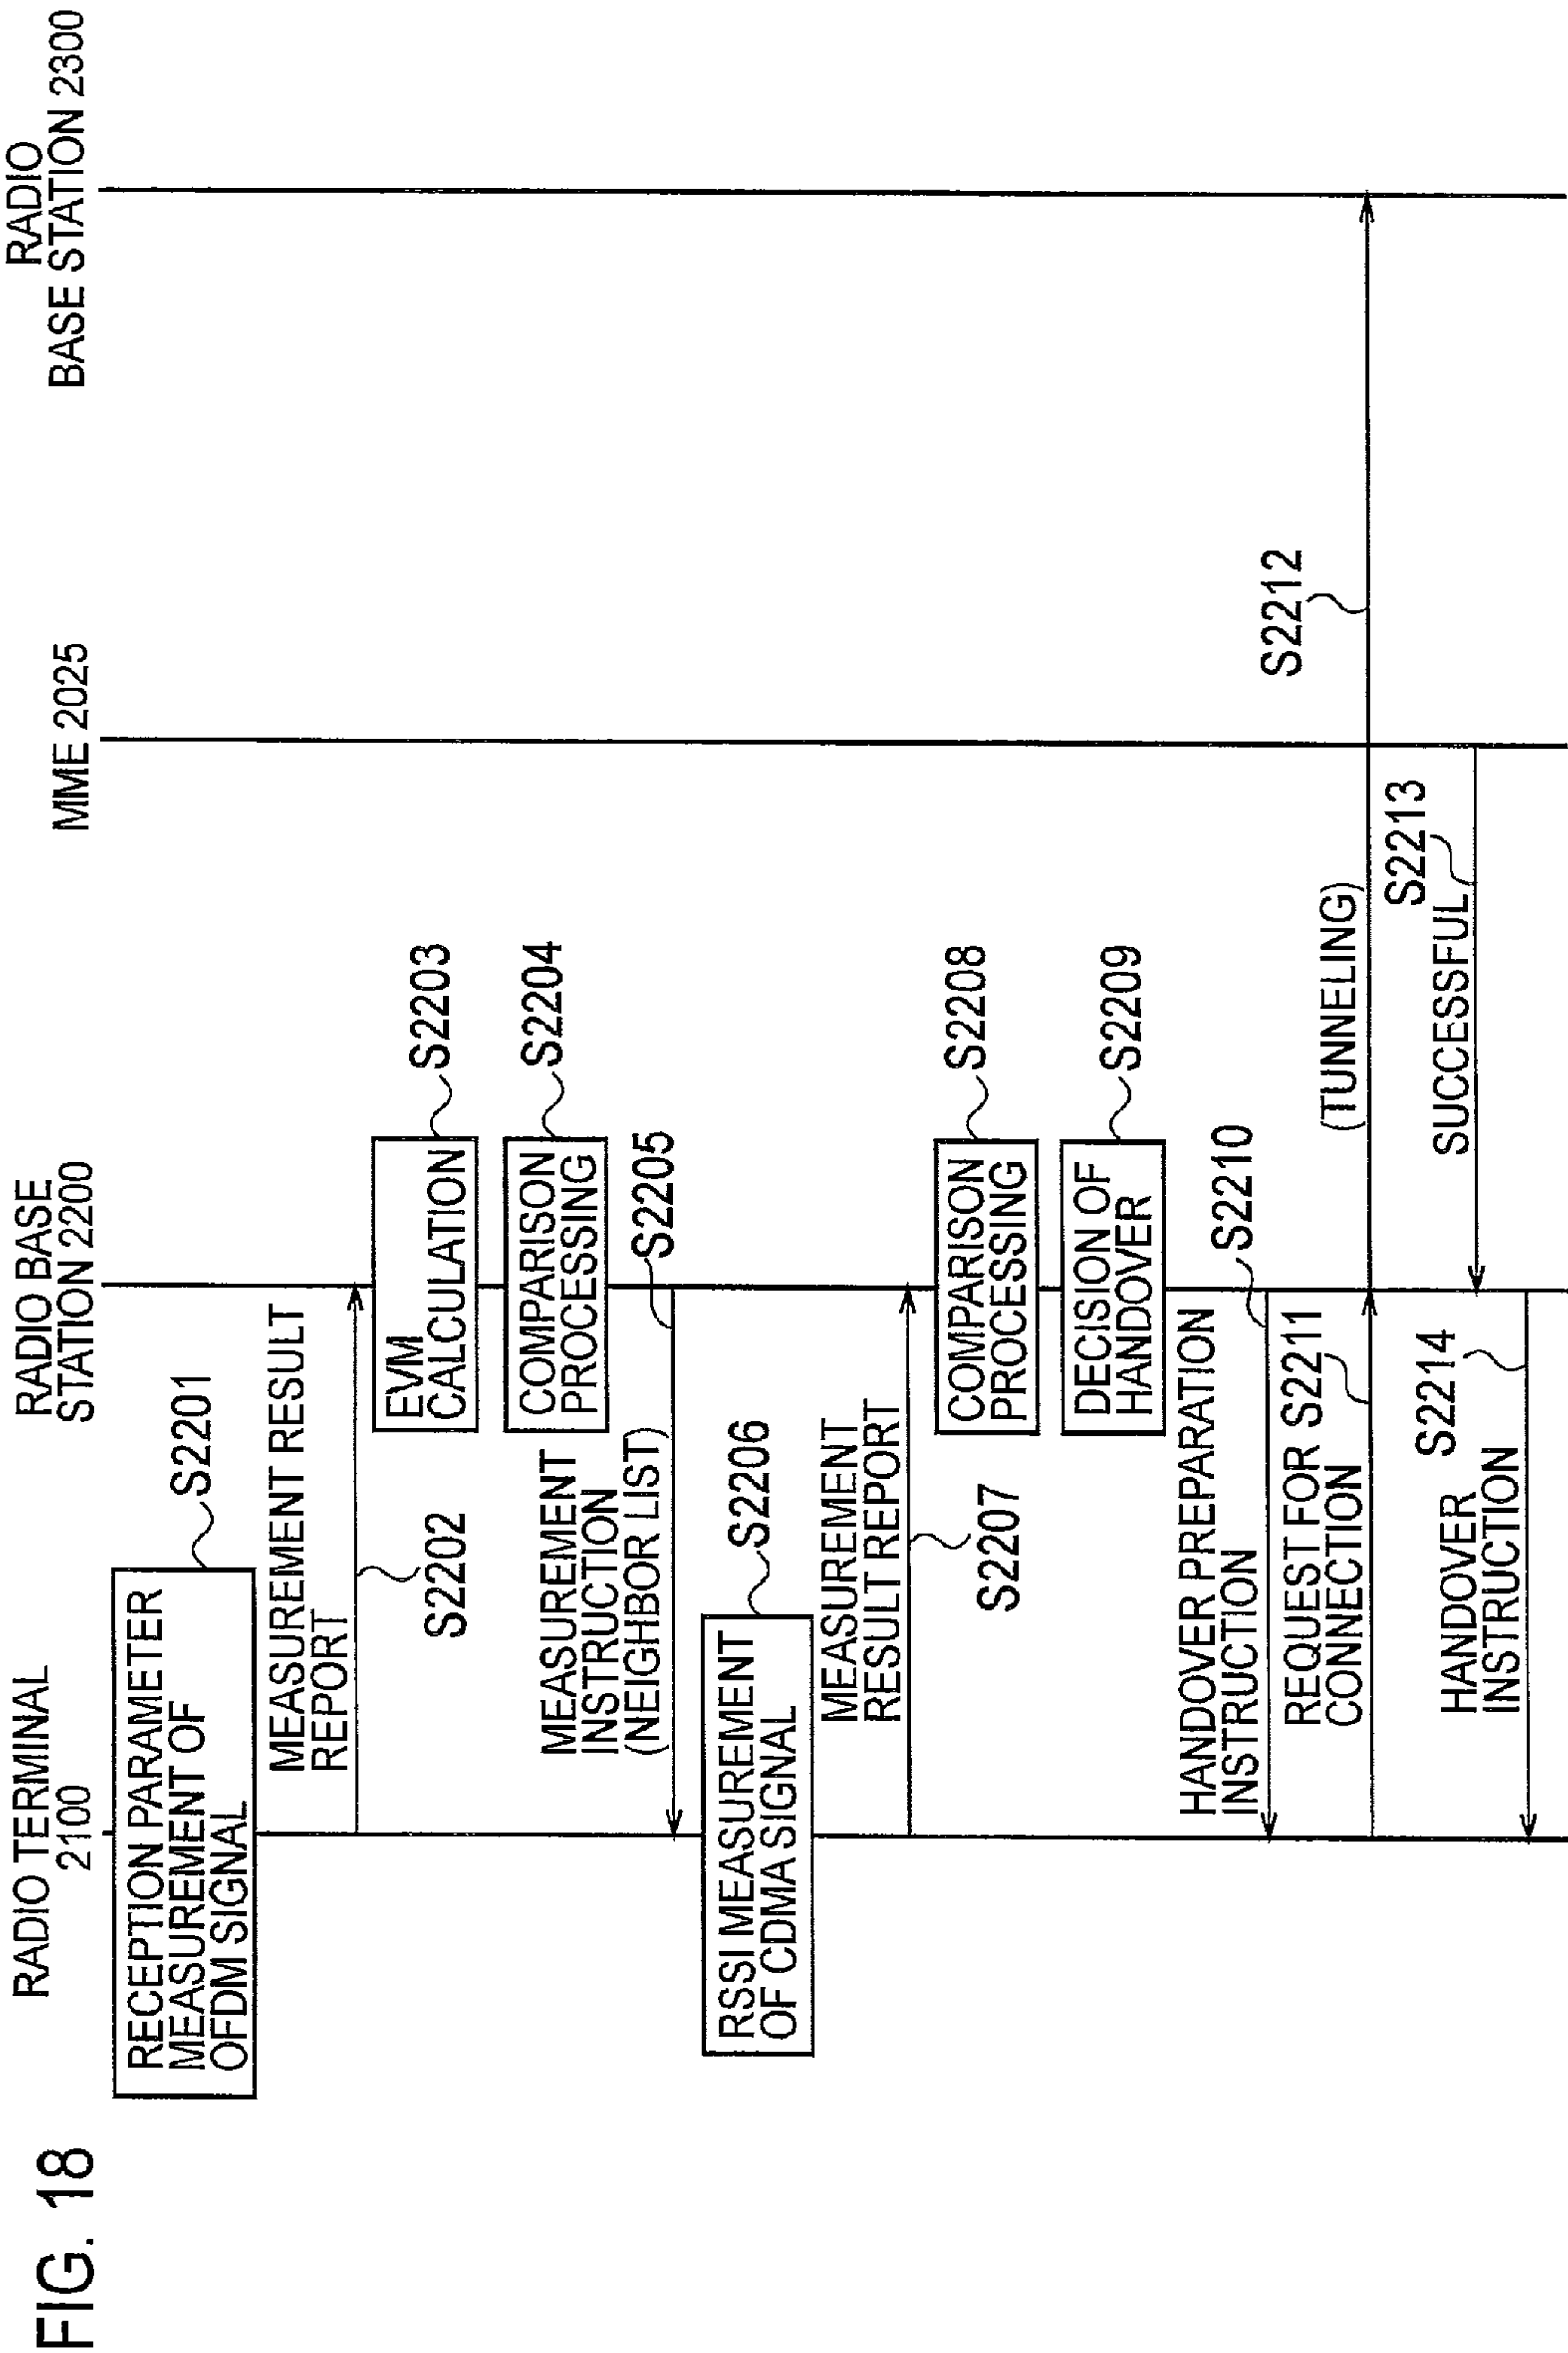 FIG. 18
RADIO TERMINAL
2100
RADIO BASE
STATION 2200
MME 2025
RADIO
BASE STATION 2300
RECEPTION PARAMETER
MEASUREMENT OF
OFDM SIGNAL
S2201
MEASUREMENT RESULT
REPORT
S2202
EVM
CALCULATION
S2203
COMPARISON
PROCESSING
S2204
MEASUREMENT
INSTRUCTION
(NEIGHBOR LIST)
S2205
RSSI MEASUREMENT
OF CDMA SIGNAL
S2206
MEASUREMENT
RESULT REPORT
S2207
COMPARISON
PROCESSING
S2208
DECISION OF
HANDOVER
S2209
HANDOVER PREPARATION
INSTRUCTION
S2210
REQUEST FOR
CONNECTION
S2211
(TUNNELING)
S2212
SUCCESSFUL
S2213
HANDOVER
INSTRUCTION
S2214